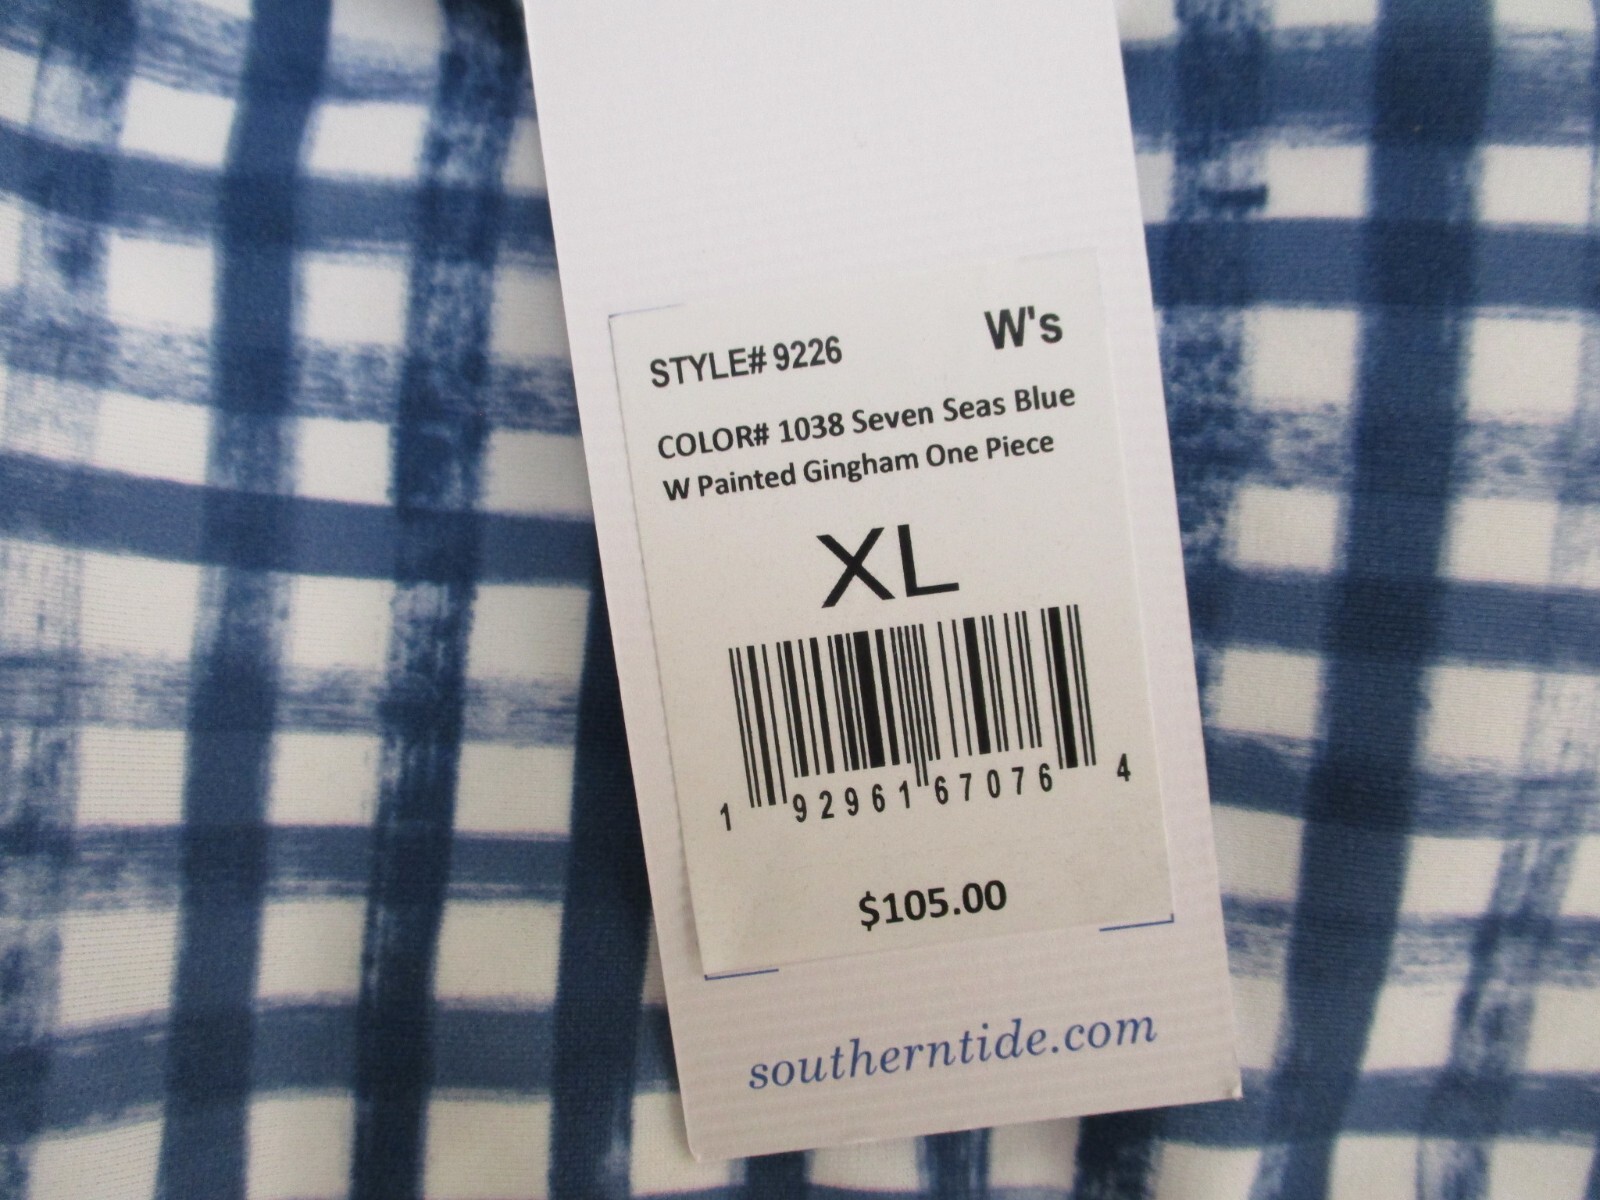 STYLE# 9226 W's
COLOR# 1038 Seven Seas Blue
W Painted Gingham One Piece
XL
1 92961 67076 4
$105.00
southerntide.com